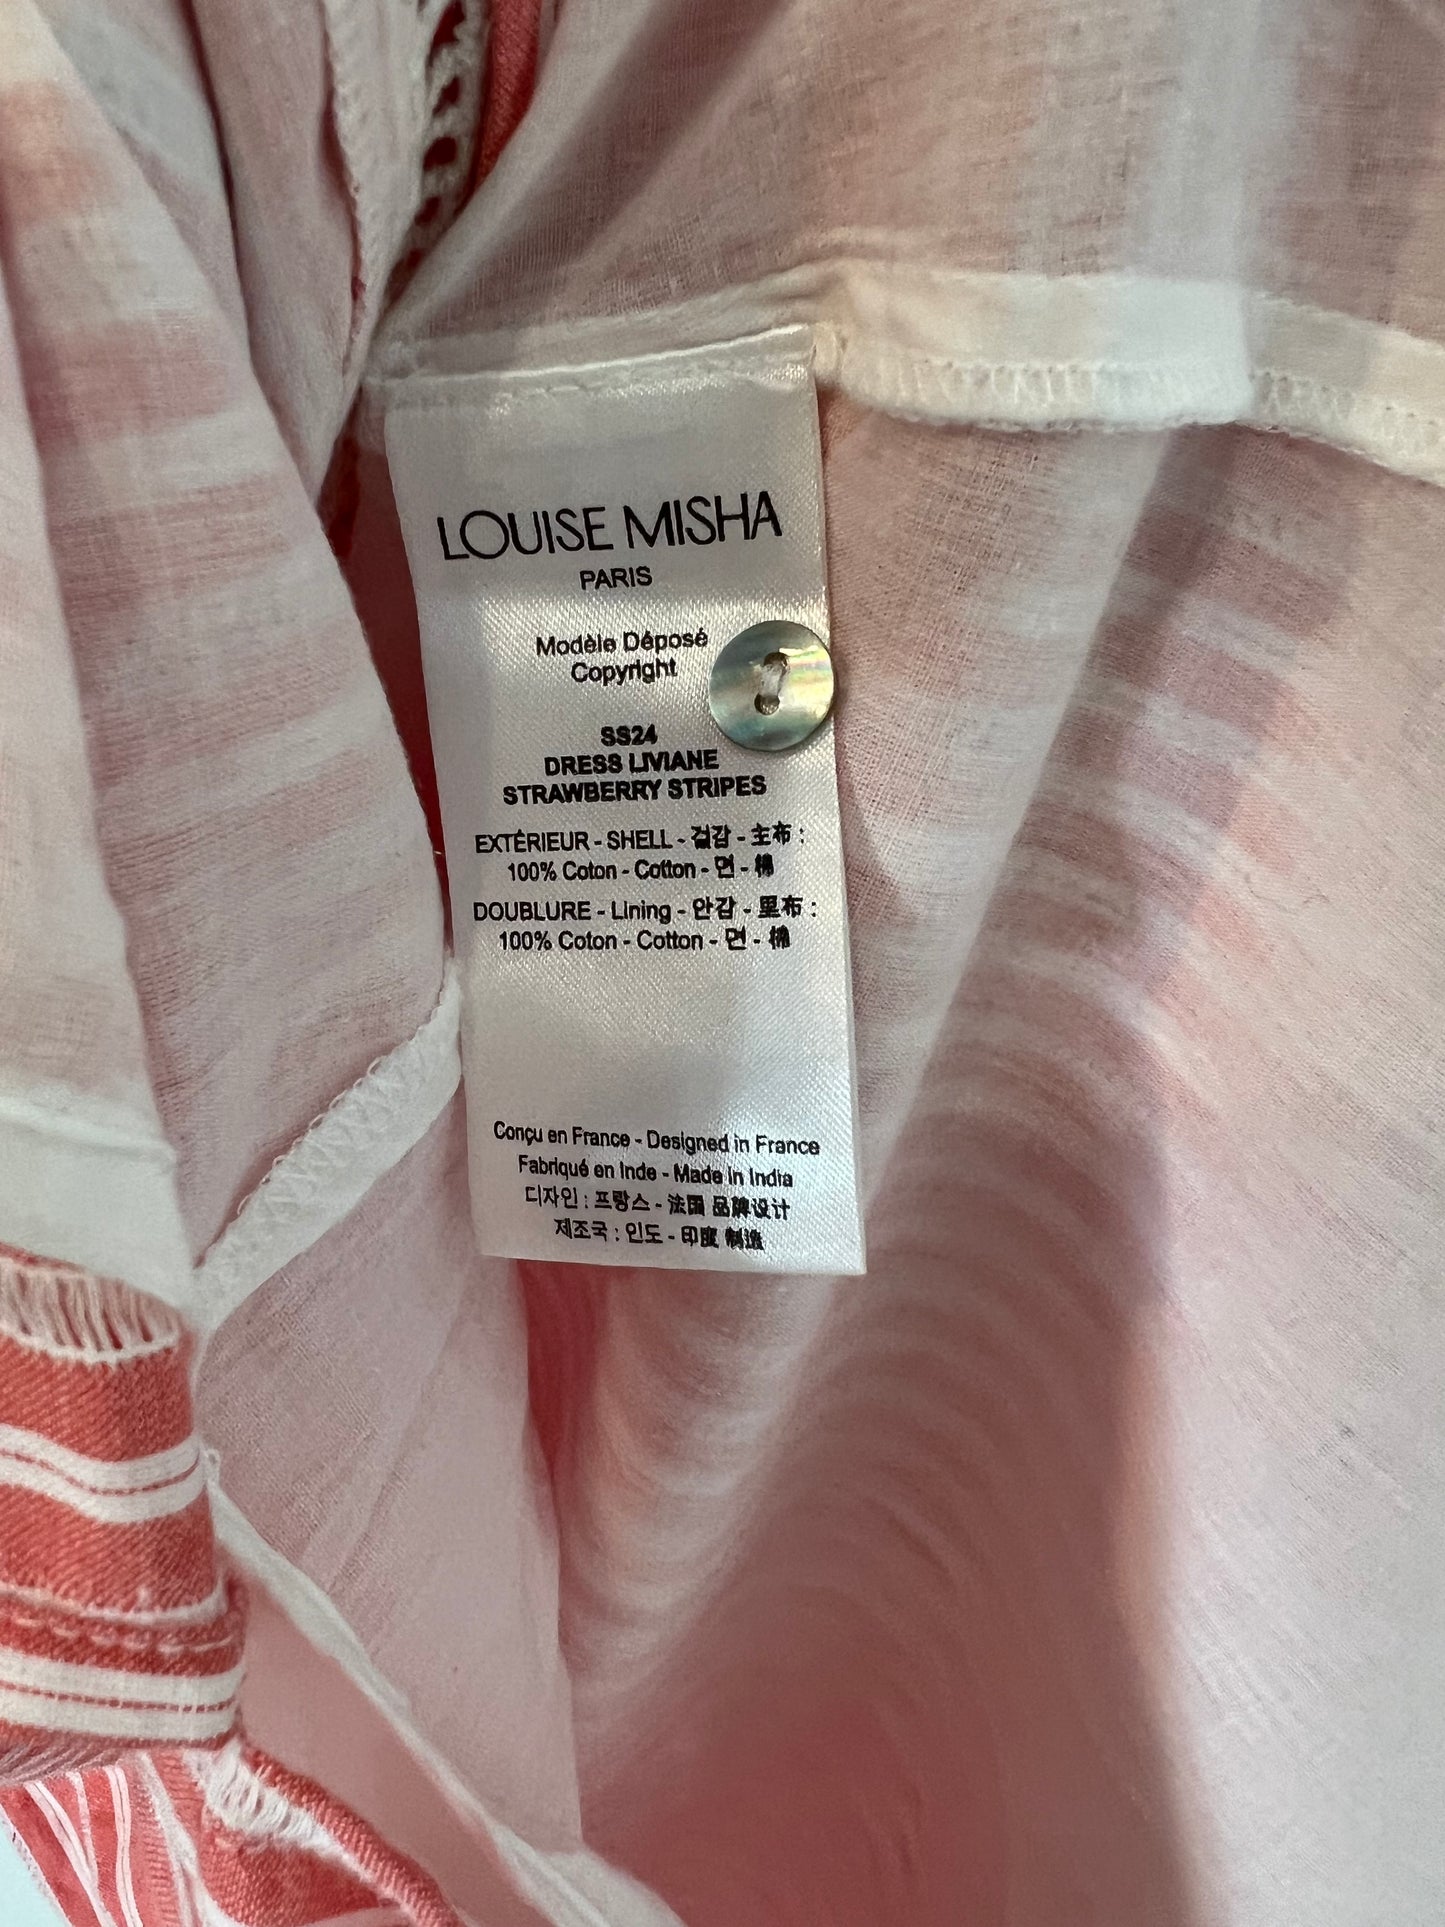 LOUISE MISHA
PARIS
Modèle Déposé
Copyright
SS24
DRESS LIVIANE
STRAWBERRY STRIPES
EXTÉRIEUR - SHELL - 겉감 - 主布 :
100% Coton - Cotton - 면 - 棉
DOUBLURE - Lining - 안감 - 里布 :
100% Coton - Cotton - 면 - 棉
Conçu en France - Designed in France
Fabriqué en Inde - Made in India
디자인 : 프랑스 - 法国 品牌设计
제조국 : 인도 - 印度 制造